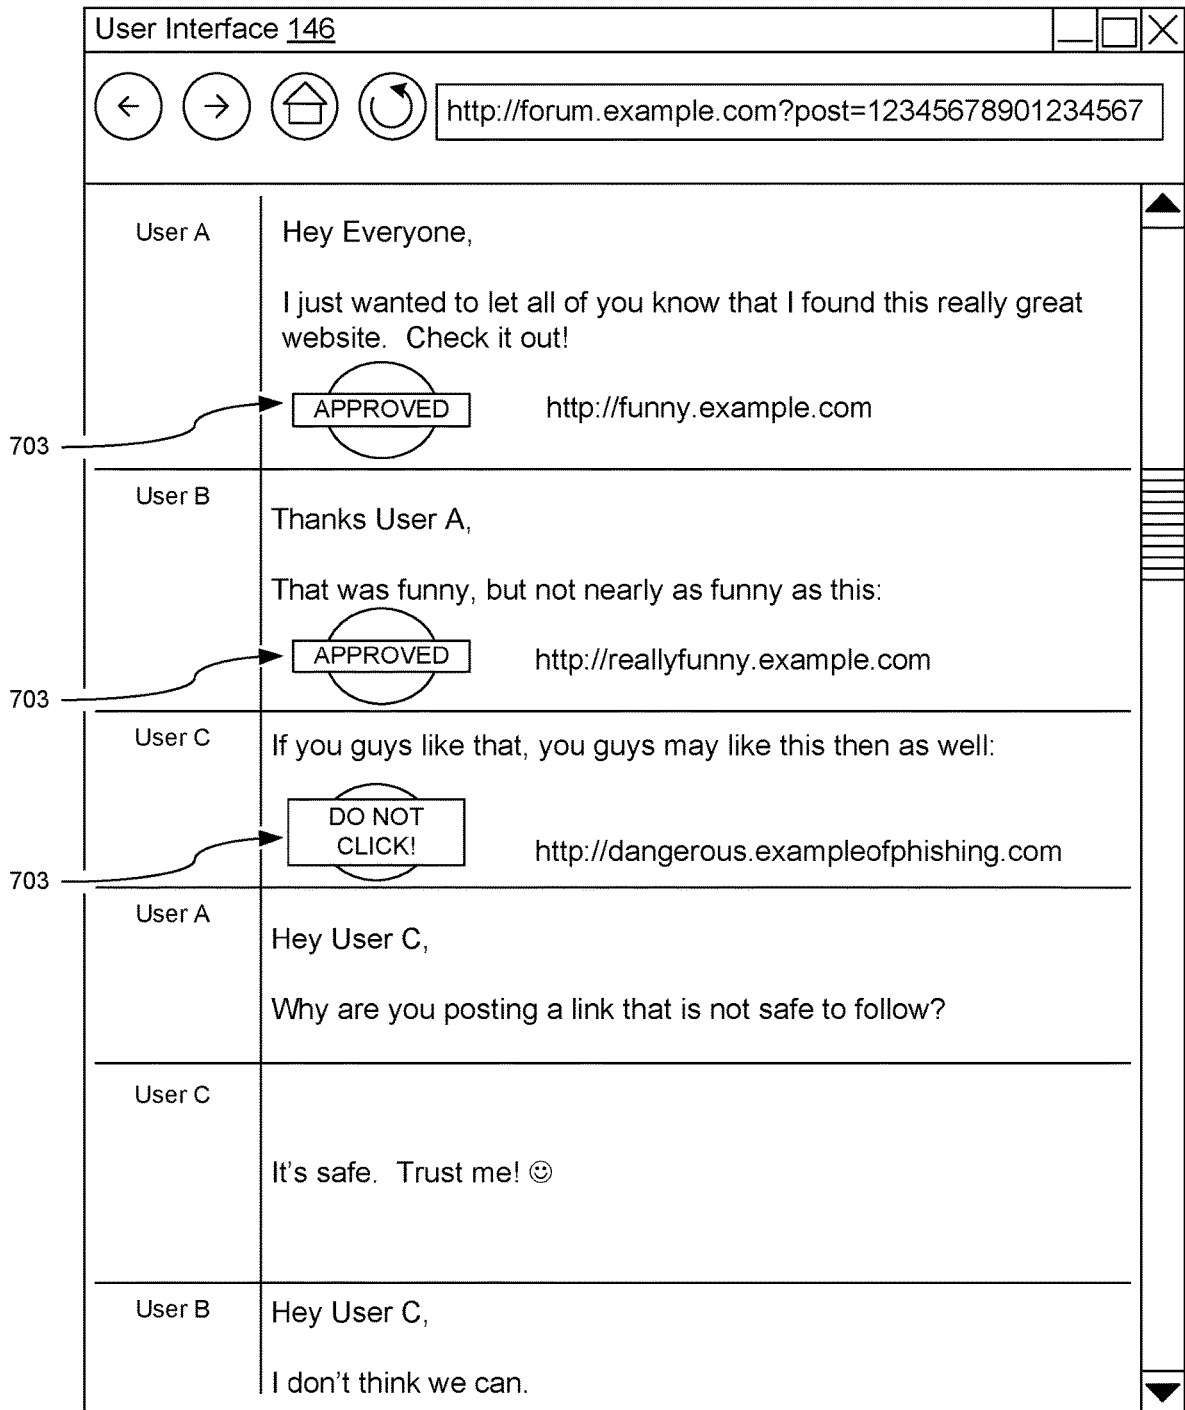 User Interface 146
http://forum.example.com?post=12345678901234567
User A
Hey Everyone,
I just wanted to let all of you know that I found this really great
website.  Check it out!
APPROVED
http://funny.example.com
703
User B
Thanks User A,
That was funny, but not nearly as funny as this:
APPROVED
http://reallyfunny.example.com
703
User C
If you guys like that, you guys may like this then as well:
DO NOT
CLICK!
http://dangerous.exampleofphishing.com
703
User A
Hey User C,
Why are you posting a link that is not safe to follow?
User C
It's safe.  Trust me! ☺
User B
Hey User C,
I don't think we can.